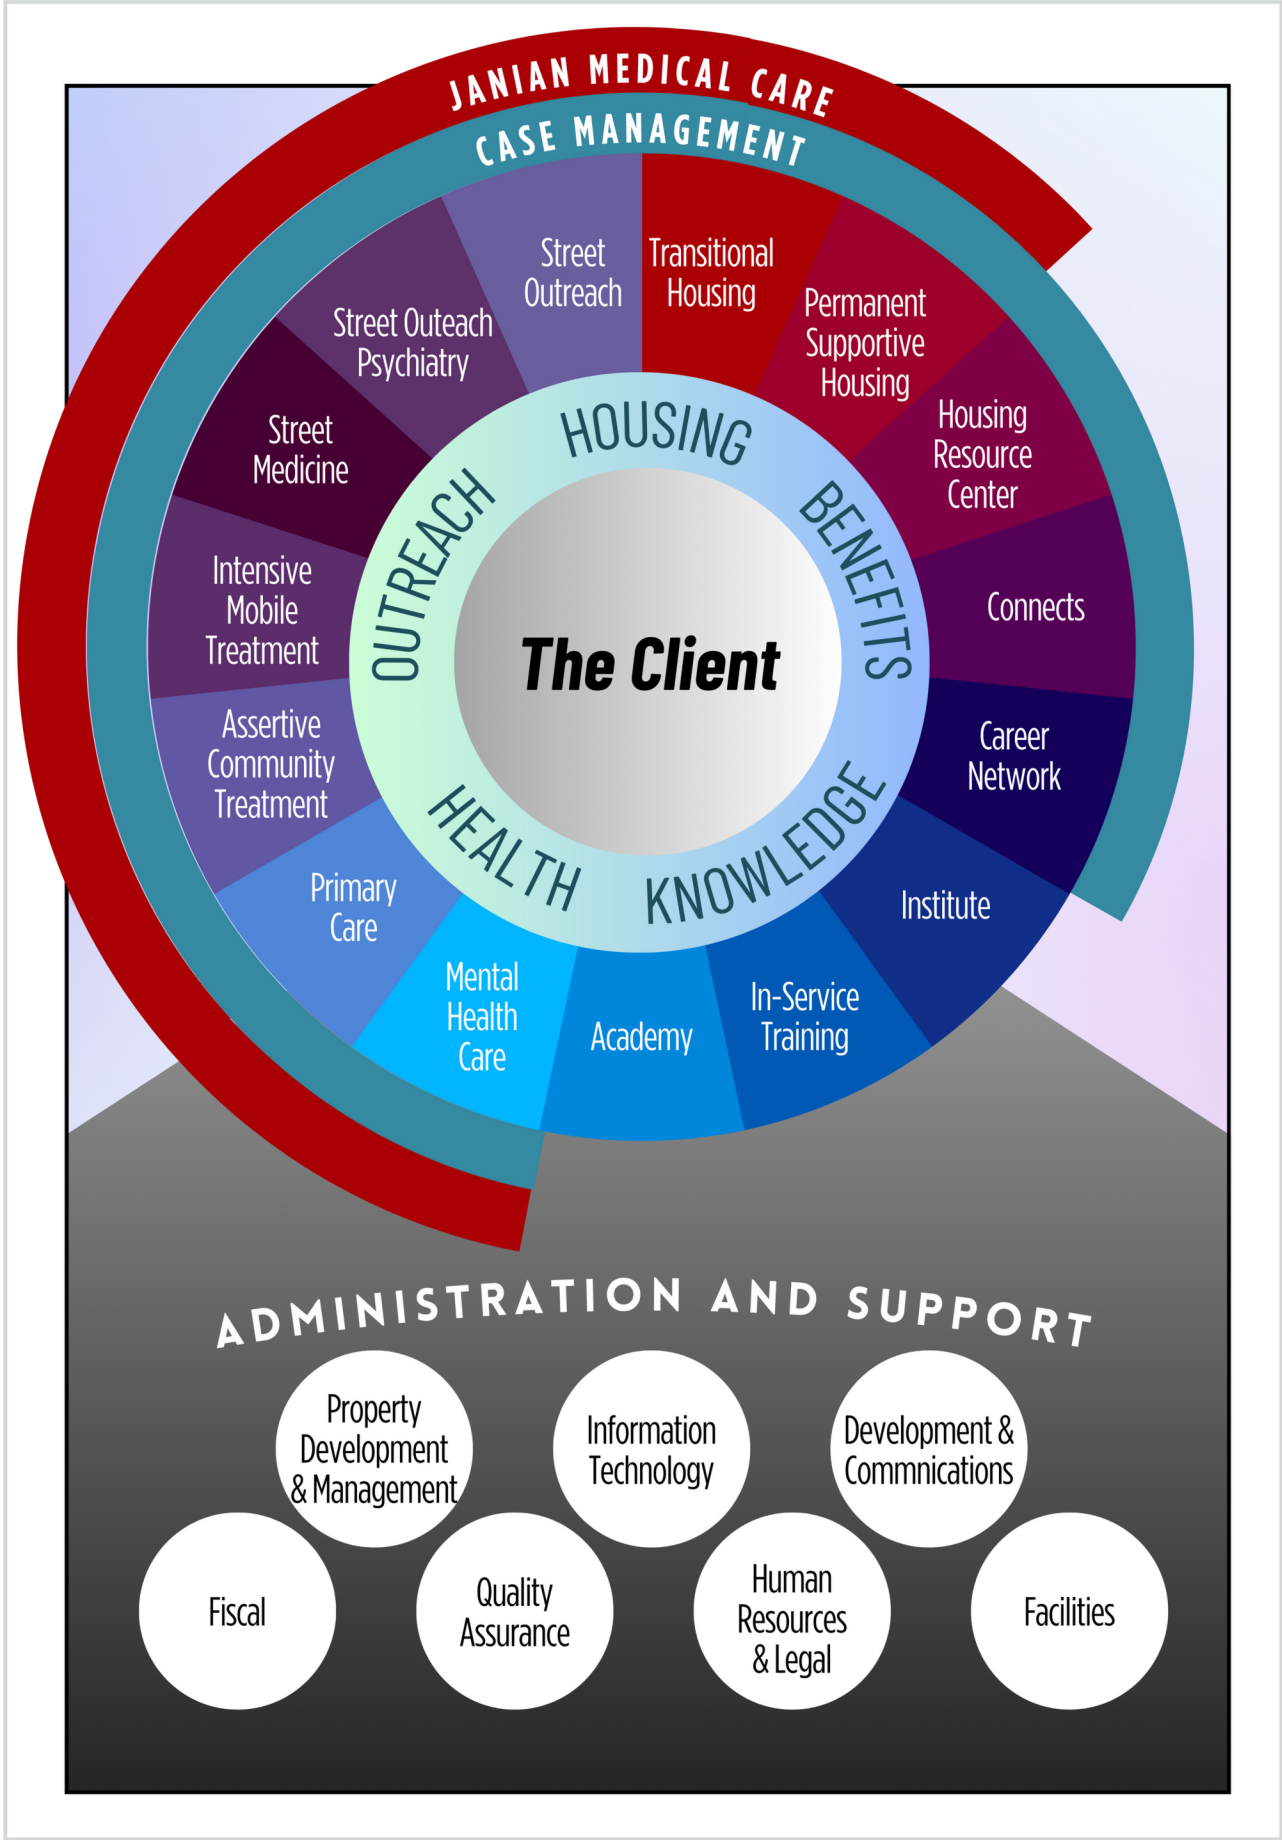 JANIAN MEDICAL CARE
CASE MANAGEMENT
Street
Outreach
Transitional
Housing
Permanent
Supportive
Housing
Housing
Resource
Center
Connects
Career
Network
Institute
In-Service
Training
Academy
Mental
Health
Care
Primary
Care
Assertive
Community
Treatment
Intensive
Mobile
Treatment
Street
Medicine
Street Outeach
Psychiatry
HOUSING
BENEFITS
KNOWLEDGE
HEALTH
OUTREACH
The Client
ADMINISTRATION AND SUPPORT
Property
Development
& Management
Information
Technology
Development &
Commnications
Fiscal
Quality
Assurance
Human
Resources
& Legal
Facilities